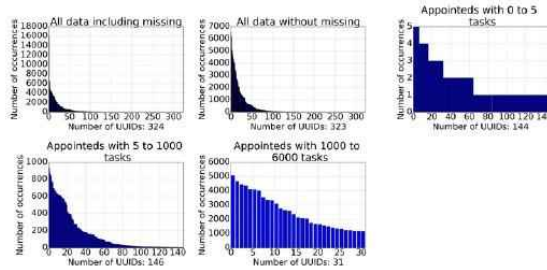 All data including missing
Number of occurrences
18000
16000
14000
12000
10000
8000
6000
4000
2000
0
0 50 100 150 200 250 300
Number of UUIDs: 324
All data without missing
Number of occurrences
7000
6000
5000
4000
3000
2000
1000
0
0 50 100 150 200 250 300
Number of UUIDs: 323
Appointeds with 0 to 5
tasks
Number of occurrences
5
4
3
2
1
0
0 20 40 60 80 100 120 140
Number of UUIDs: 144
Appointeds with 5 to 1000
tasks
Number of occurrences
1000
800
600
400
200
0
0 20 40 60 80 100 120 140
Number of UUIDs: 146
Appointeds with 1000 to
6000 tasks
Number of occurrences
6000
5000
4000
3000
2000
1000
0
0 5 10 15 20 25 30
Number of UUIDs: 31